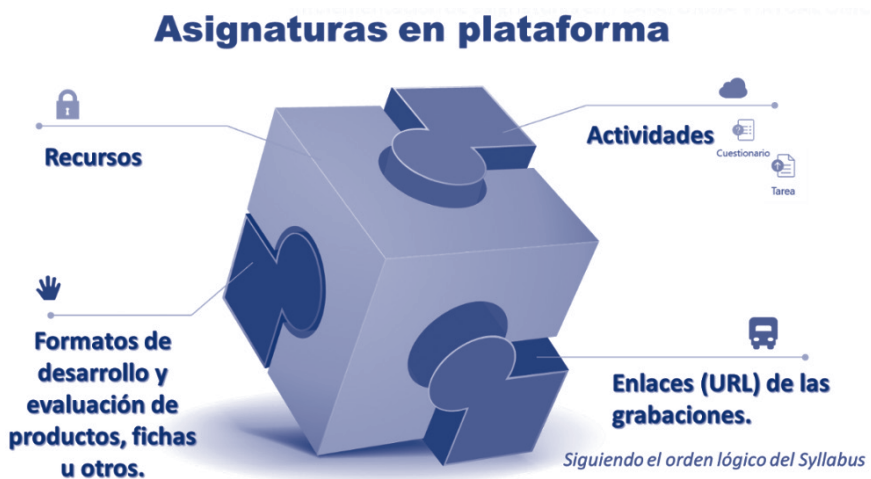 Asignaturas en plataforma
Recursos
Actividades
Cuestionario
Tarea
Formatos de
desarrollo y
evaluación de
productos, fichas
u otros.
Enlaces (URL) de las
grabaciones.
Siguiendo el orden lógico del Syllabus